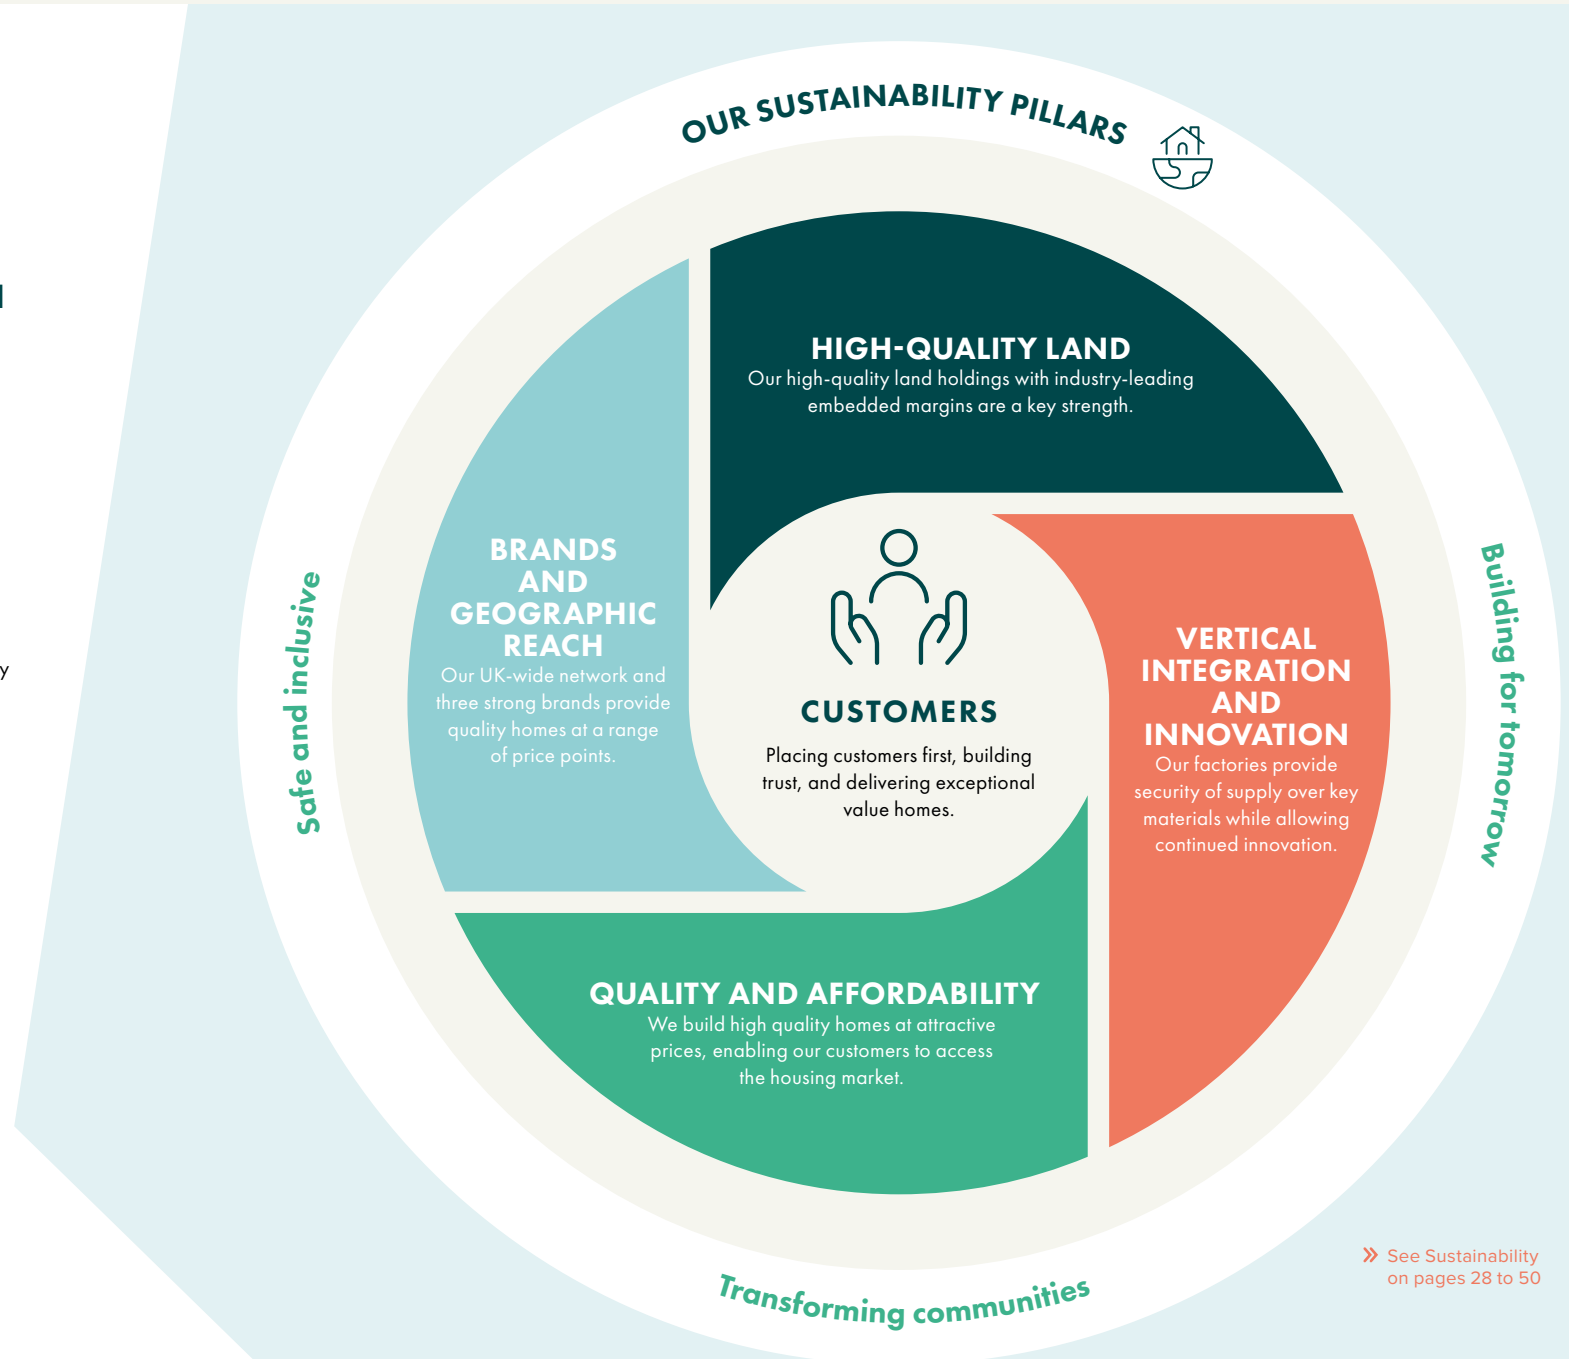 OUR SUSTAINABILITY PILLARS
HIGH-QUALITY LAND
Our high-quality land holdings with industry-leading
embedded margins are a key strength.
BRANDS
AND
GEOGRAPHIC
REACH
Our UK-wide network and
three strong brands provide
quality homes at a range
of price points.
CUSTOMERS
Placing customers first, building
trust, and delivering exceptional
value homes.
VERTICAL
INTEGRATION
AND
INNOVATION
Our factories provide
security of supply over key
materials while allowing
continued innovation.
QUALITY AND AFFORDABILITY
We build high quality homes at attractive
prices, enabling our customers to access
the housing market.
Safe and inclusive
Building for tomorrow
Transforming communities
See Sustainability
on pages 28 to 50